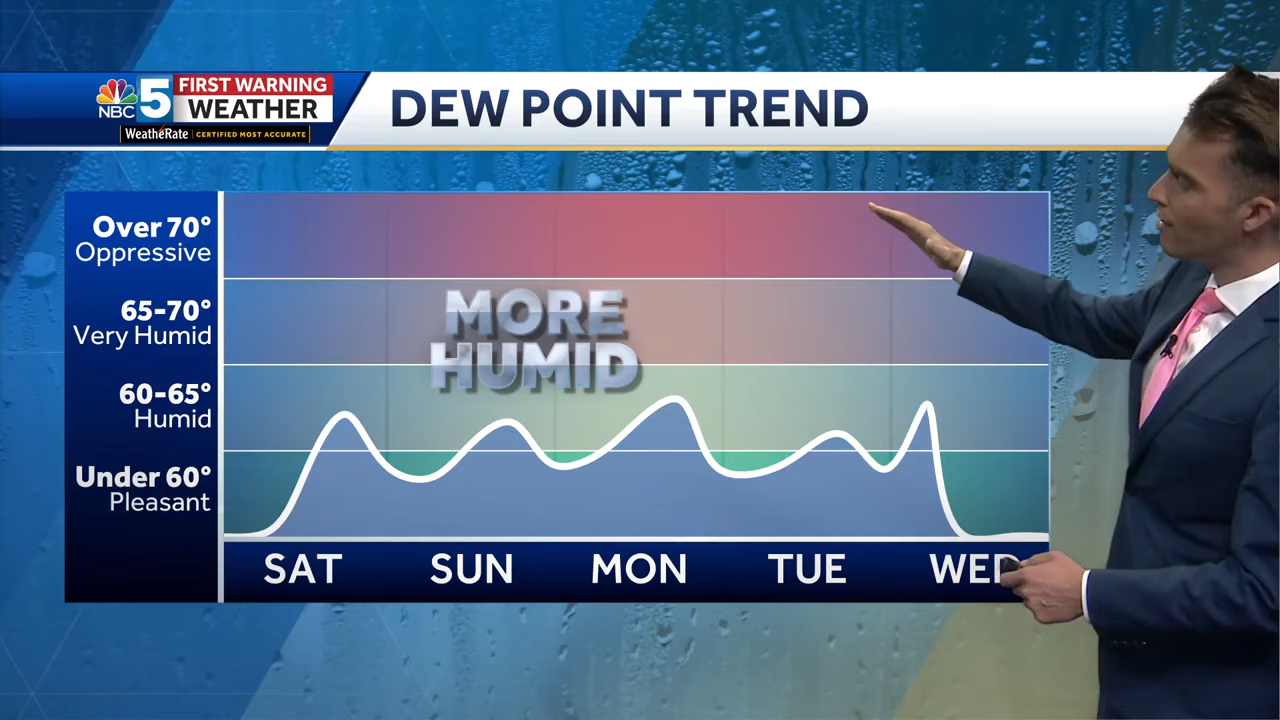 NBC 5 FIRST WARNING
WEATHER
WeatheRate | CERTIFIED MOST ACCURATE
DEW POINT TREND
Over 70°
Oppressive
65-70°
Very Humid
60-65°
Humid
Under 60°
Pleasant
MORE
HUMID
SAT SUN MON TUE WED